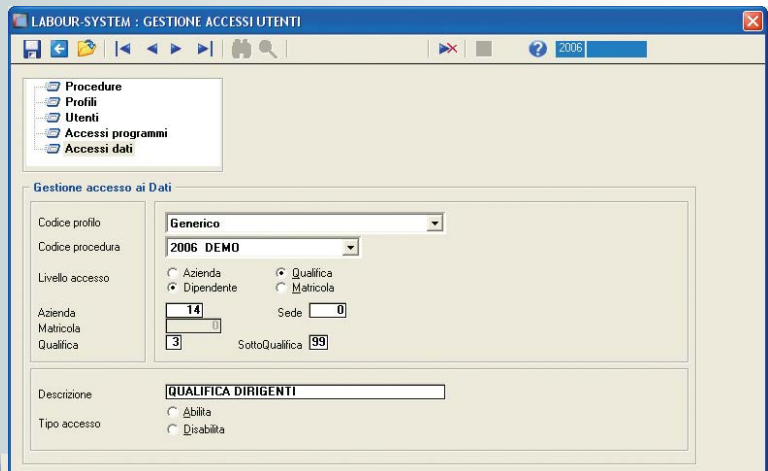 LABOUR-SYSTEM : GESTIONE ACCESSI UTENTI
2006
Procedure
Profili
Utenti
Accessi programmi
Accessi dati
Gestione accesso ai Dati
Codice profilo Generico
Codice procedura 2006 DEMO
Livello accesso Azienda Qualifica
Dipendente Matricola
Azienda 14 Sede 0
Matricola 0
Qualifica 3 SottoQualifica 99
Descrizione QUALIFICA DIRIGENTI
Tipo accesso Abilita
Disabilita